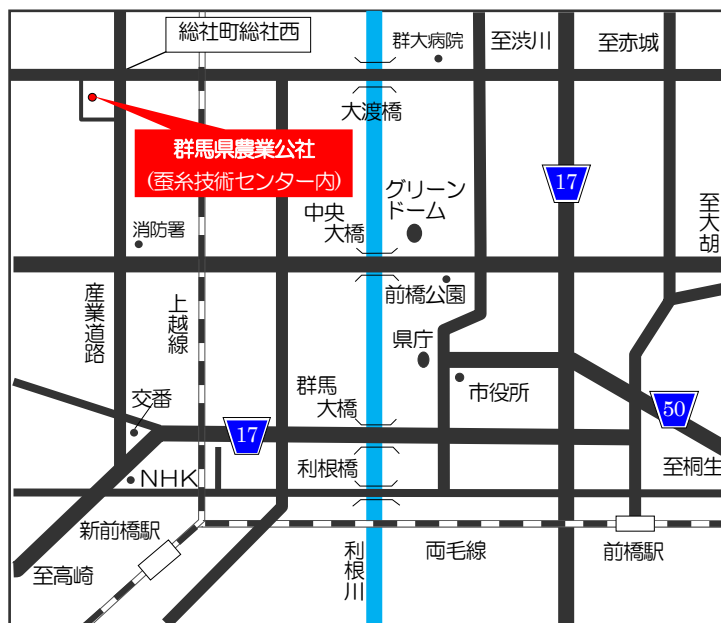 総社町総社西
群大病院
至渋川
至赤城
大渡橋
群馬県農業公社
(蚕糸技術センター内)
17
グリーン
ドーム
中央
大橋
至大胡
消防署
前橋公園
産業道路
上越線
県庁
市役所
群馬
大橋
交番
17
50
利根橋
至桐生
NHK
新前橋駅
至高崎
利根川
両毛線
前橋駅